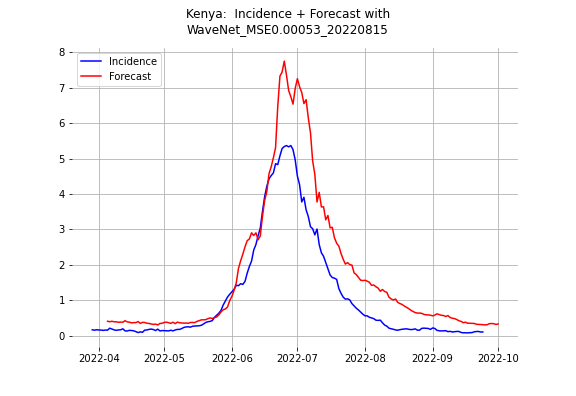 Kenya:  Incidence + Forecast with
WaveNet_MSE0.00053_20220815
Incidence
Forecast
8
7
6
5
4
3
2
1
0
2022-04 2022-05 2022-06 2022-07 2022-08 2022-09 2022-10